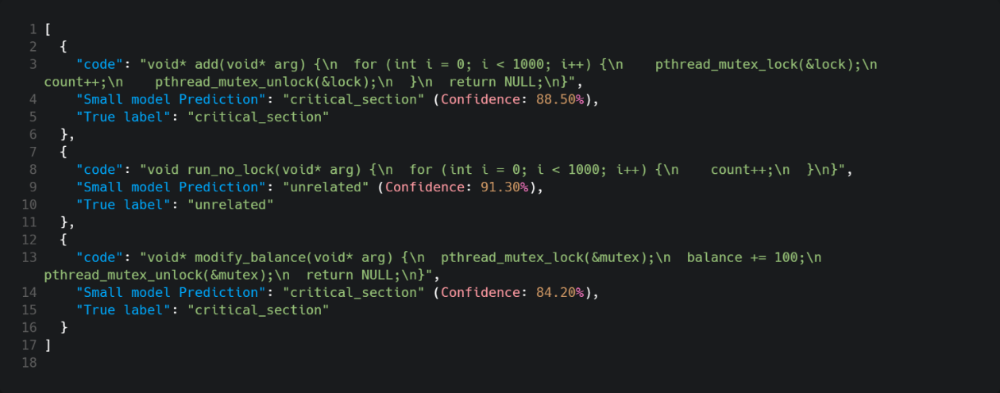 1 [
2   {
3     "code": "void* add(void* arg) {\n  for (int i = 0; i < 1000; i++) {\n    pthread_mutex_lock(&lock);\n
count++;\n    pthread_mutex_unlock(&lock);\n  }\n  return NULL;\n}",
4     "Small model Prediction": "critical_section" (Confidence: 88.50%),
5     "True label": "critical_section"
6   },
7   {
8     "code": "void run_no_lock(void* arg) {\n  for (int i = 0; i < 1000; i++) {\n    count++;\n  }\n}",
9     "Small model Prediction": "unrelated" (Confidence: 91.30%),
10     "True label": "unrelated"
11   },
12   {
13     "code": "void* modify_balance(void* arg) {\n  pthread_mutex_lock(&mutex);\n  balance += 100;\n
pthread_mutex_unlock(&mutex);\n  return NULL;\n}",
14     "Small model Prediction": "critical_section" (Confidence: 84.20%),
15     "True label": "critical_section"
16   }
17 ]
18